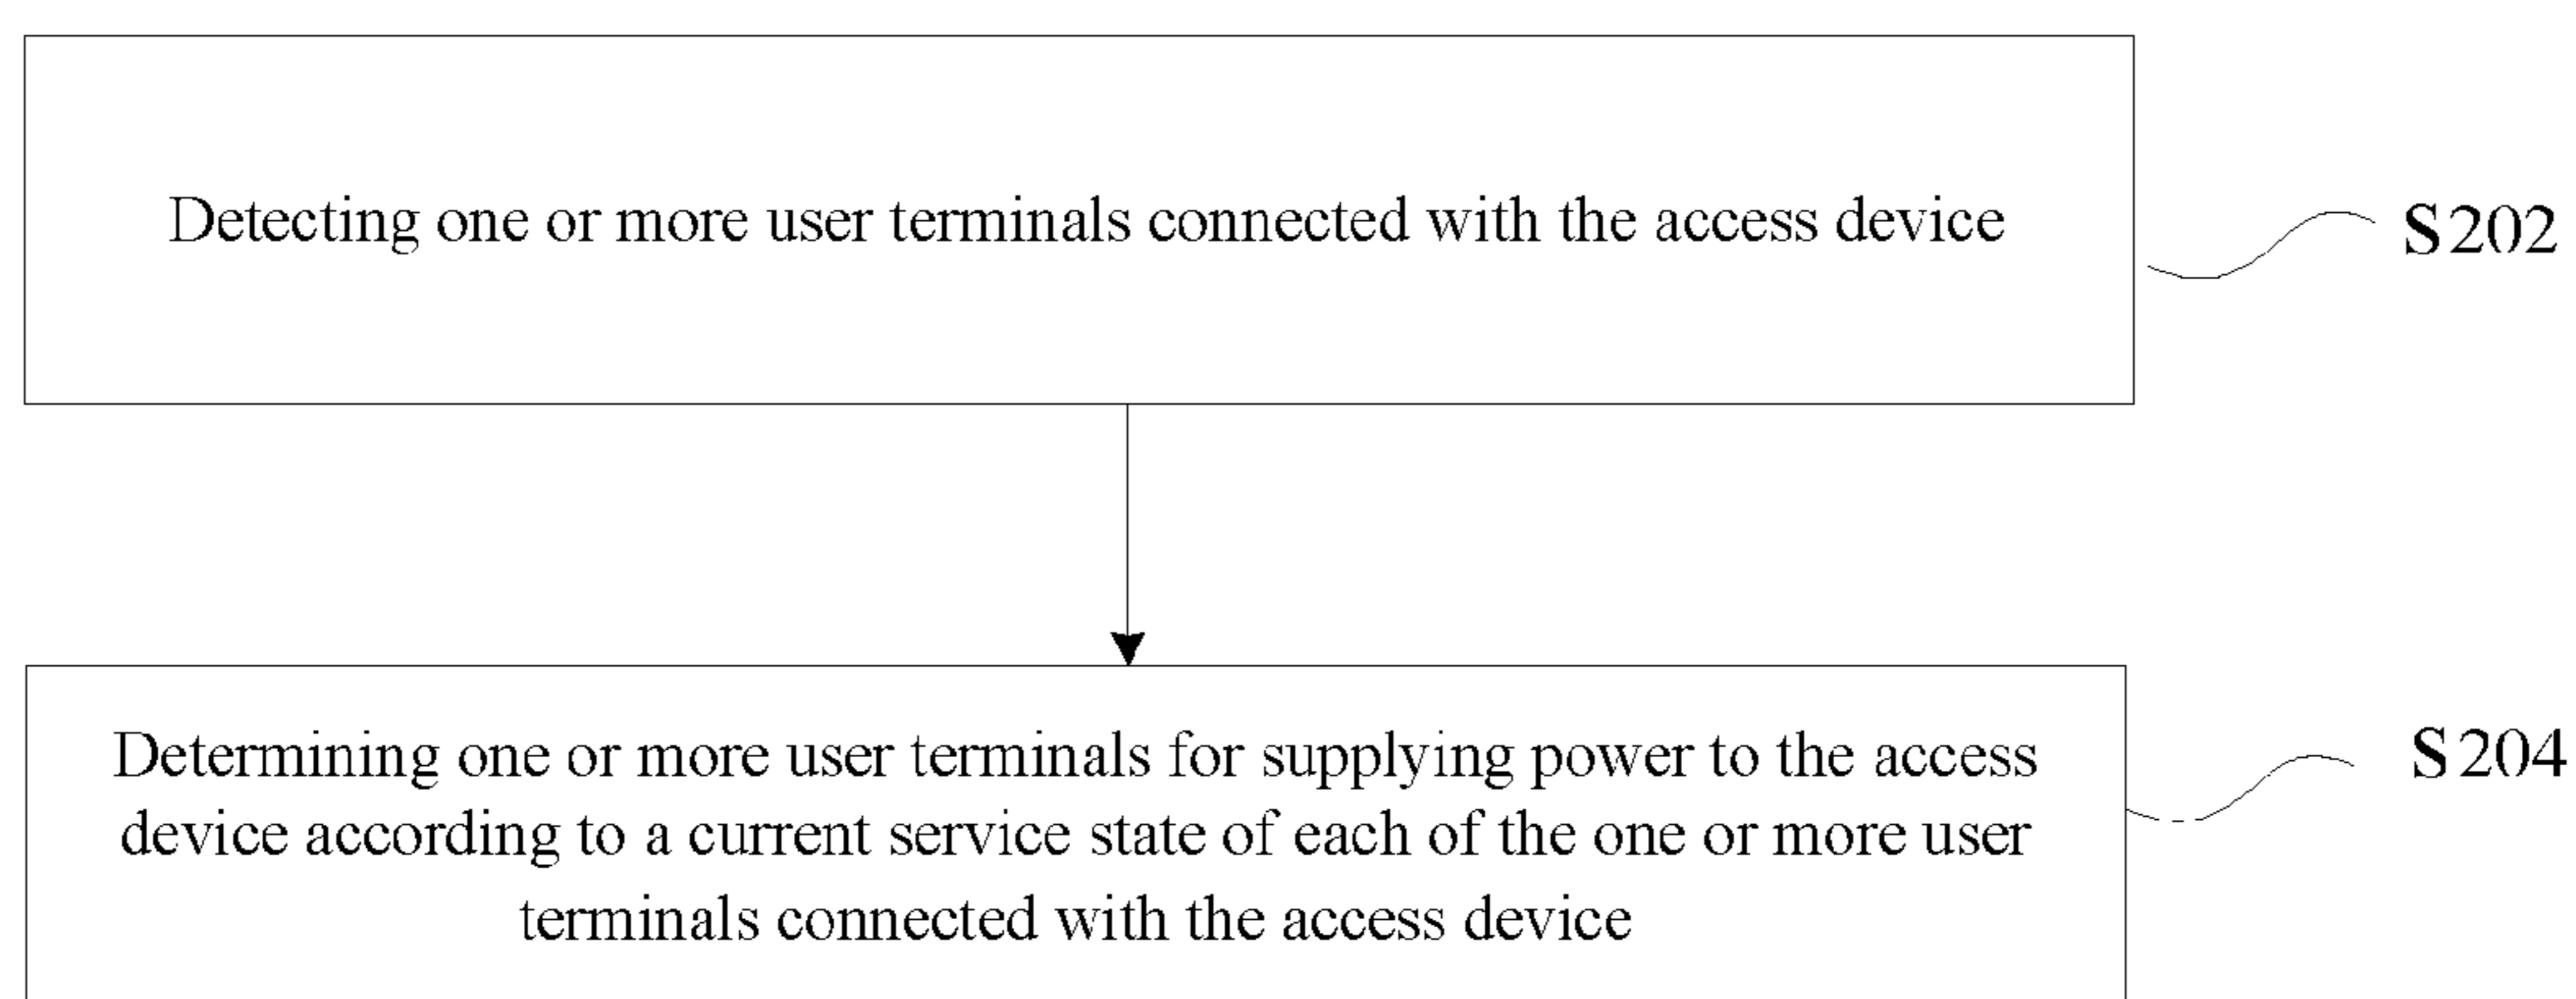 Detecting one or more user terminals connected with the access device
S202
Determining one or more user terminals for supplying power to the access
device according to a current service state of each of the one or more user
terminals connected with the access device
S204